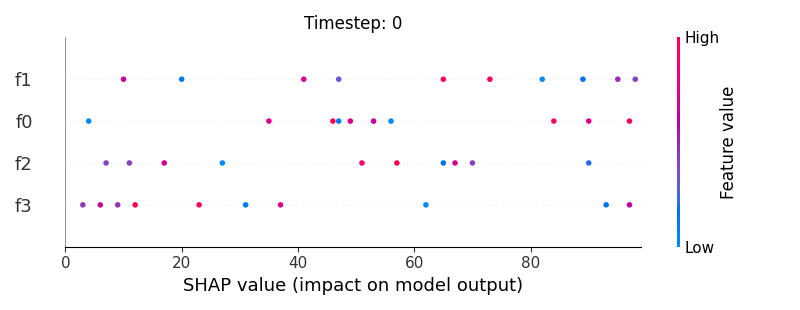 Timestep: 0
High
f1
f0
f2
f3
Feature value
Low
0 20 40 60 80
SHAP value (impact on model output)